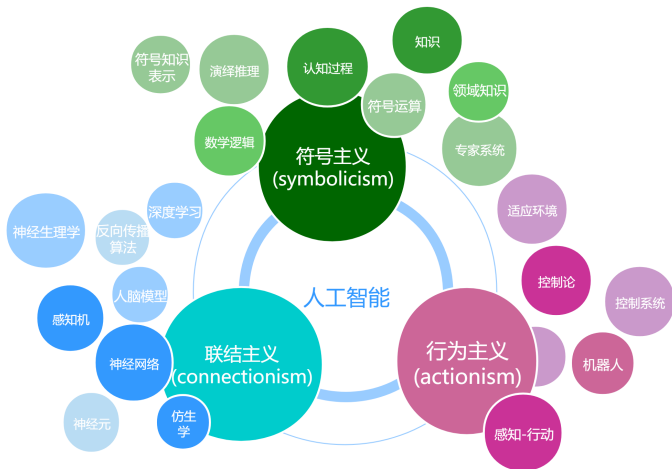 知识
符号知识
表示
演绎推理
认知过程
领域知识
符号运算
数学逻辑
专家系统
符号主义
(symbolicism)
适应环境
深度学习
神经生理学
反向传播
算法
控制论
人脑模型
人工智能
控制系统
感知机
联结主义
(connectionism)
行为主义
(actionism)
神经网络
机器人
仿生
学
神经元
感知-行动